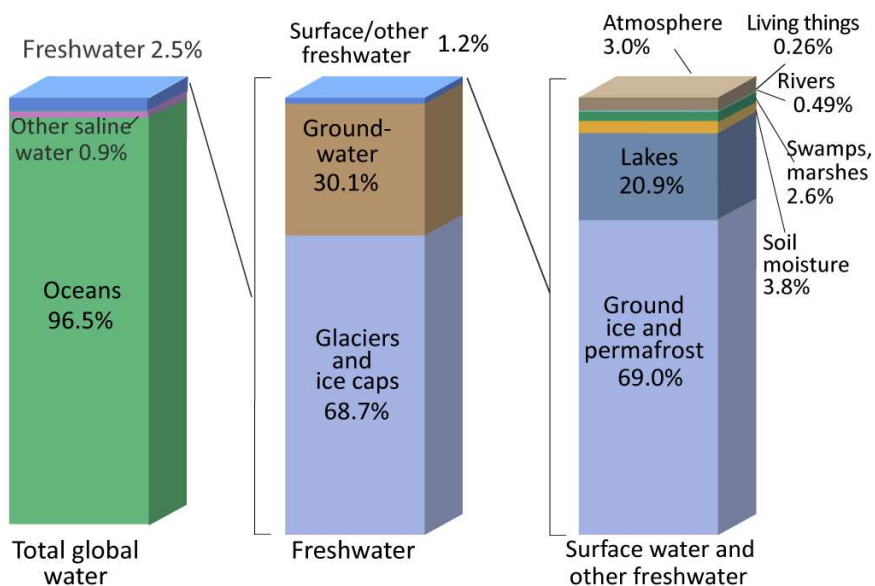 Freshwater 2.5%
Other saline
water 0.9%
Oceans
96.5%
Total global
water
Surface/other
freshwater
1.2%
Ground-
water
30.1%
Glaciers
and
ice caps
68.7%
Freshwater
Atmosphere
3.0%
Living things
0.26%
Rivers
0.49%
Swamps,
marshes
2.6%
Soil
moisture
3.8%
Lakes
20.9%
Ground
ice and
permafrost
69.0%
Surface water and
other freshwater